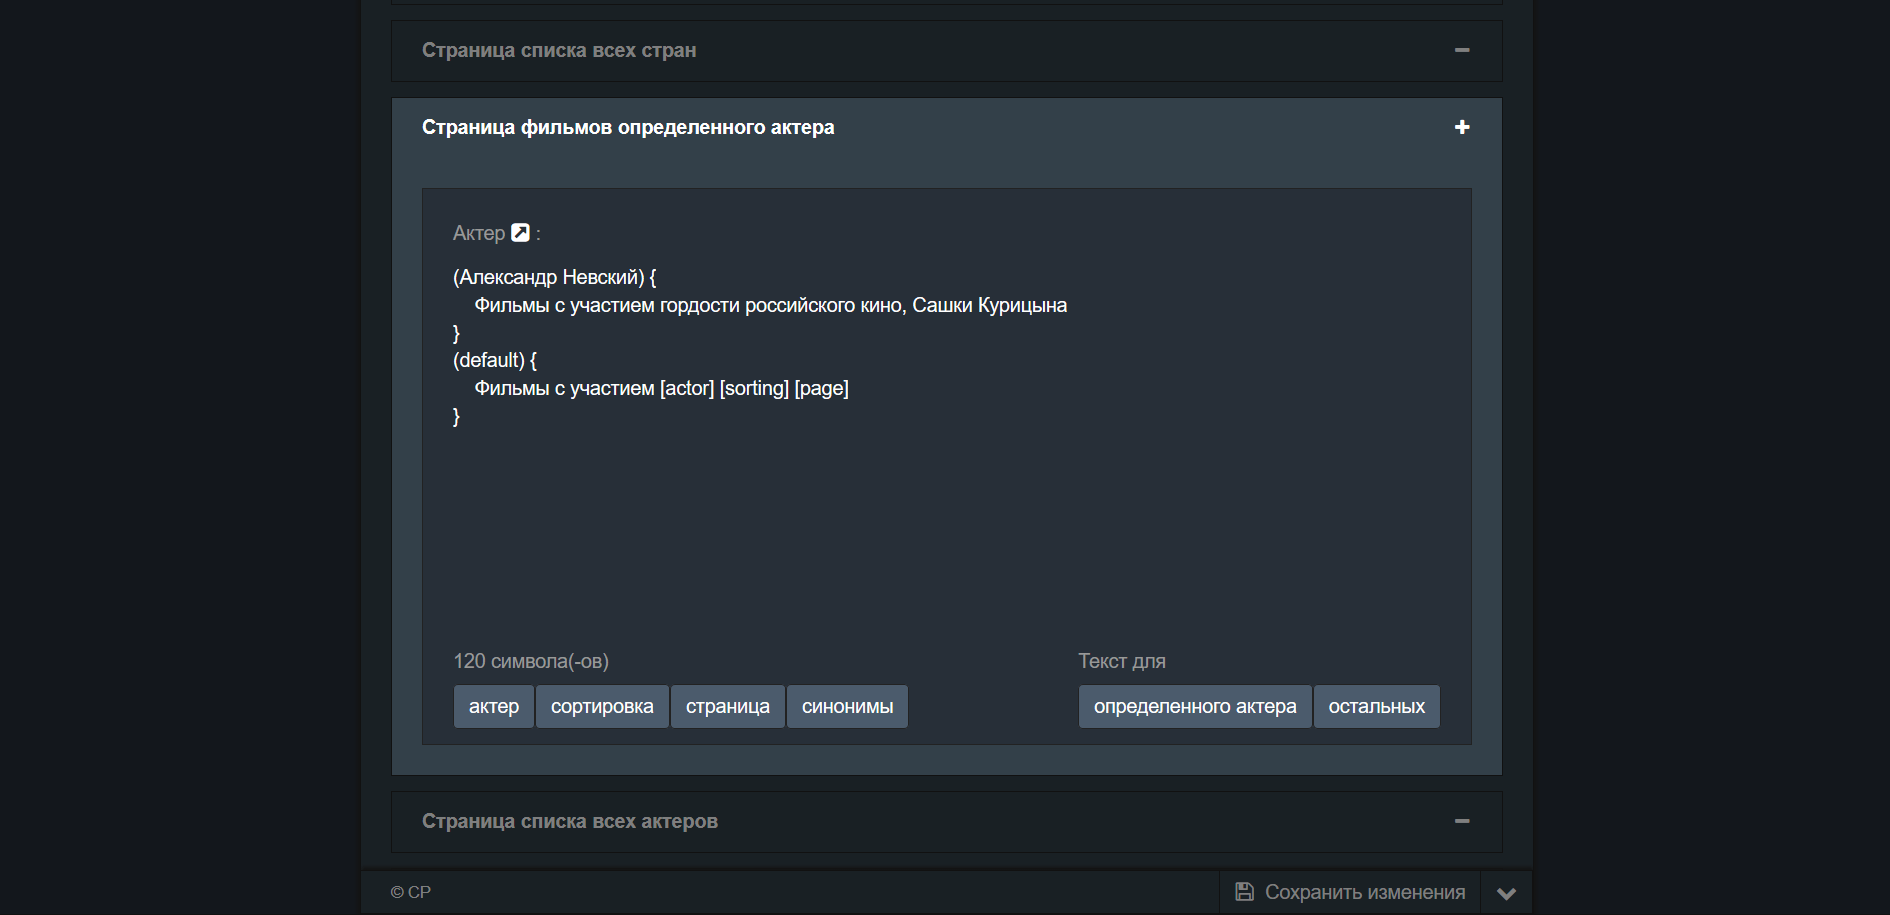 Страница списка всех стран
Страница фильмов определенного актера
Актер :
(Александр Невский) {
Фильмы с участием гордости российского кино, Сашки Курицына
}
(default) {
Фильмы с участием [actor] [sorting] [page]
}
120 символа(-ов)
Текст для
актер сортировка страница синонимы
определенного актера остальных
Страница списка всех актеров
© CP
Сохранить изменения